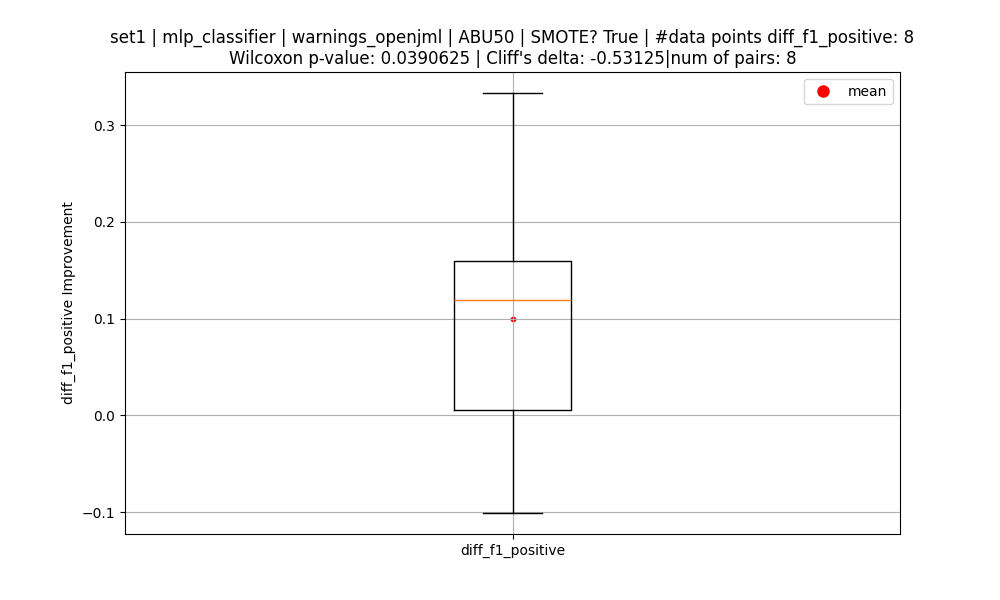 set1 | mlp_classifier | warnings_openjml | ABU50 | SMOTE? True | #data points diff_f1_positive: 8
Wilcoxon p-value: 0.0390625 | Cliff's delta: -0.53125|num of pairs: 8
mean
0.3
0.2
0.1
0.0
−0.1
diff_f1_positive Improvement
diff_f1_positive